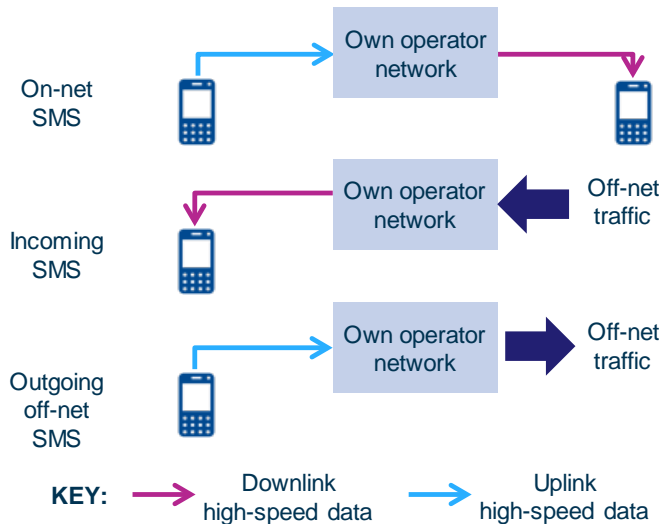 Own operator
network
On-net
SMS
Own operator
network
Off-net
traffic
Incoming
SMS
Own operator
network
Off-net
traffic
Outgoing
off-net
SMS
KEY:
Downlink
high-speed data
Uplink
high-speed data